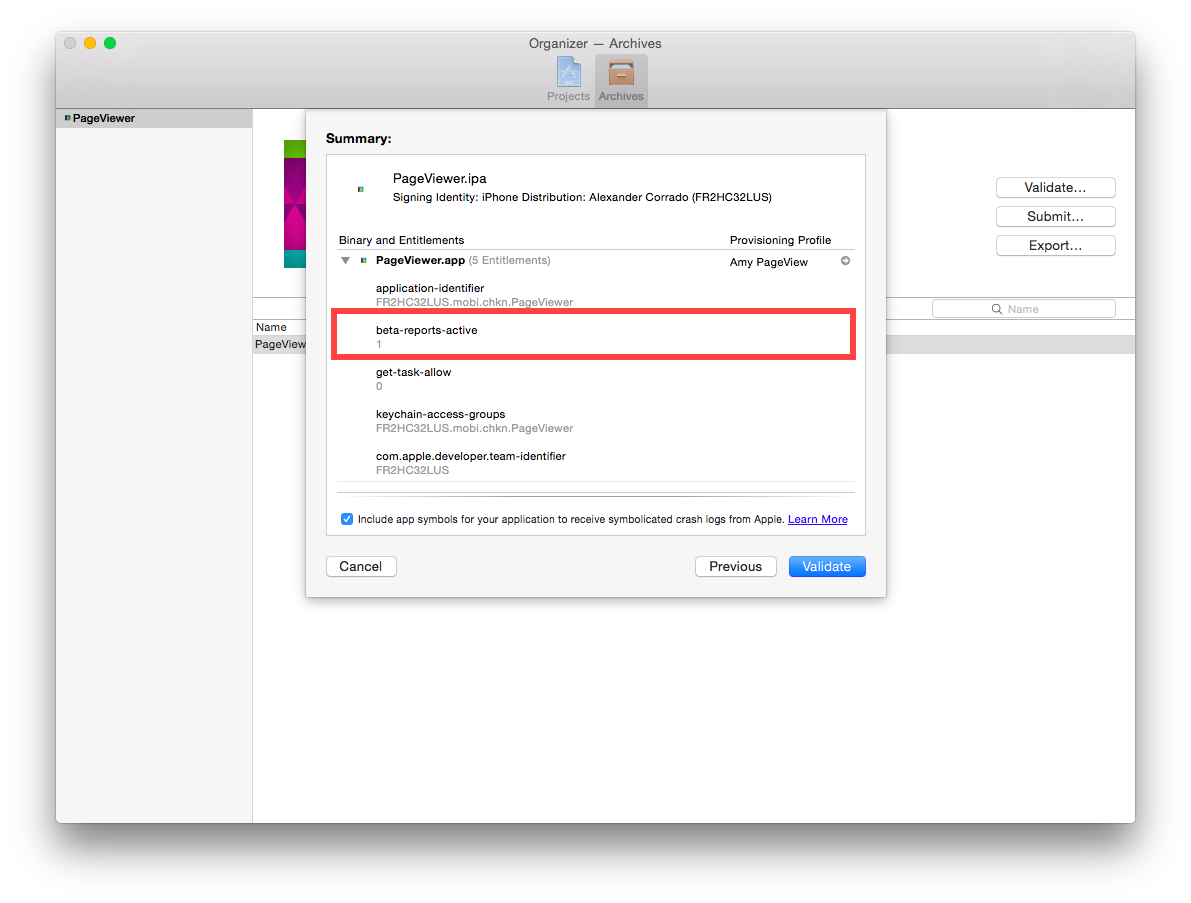 Organizer — Archives
Projects
Archives
PageViewer
Summary:
PageViewer.ipa
Signing Identity: iPhone Distribution: Alexander Corrado (FR2HC32LUS)
Validate...
Submit...
Export...
Binary and Entitlements
Provisioning Profile
PageViewer.app (5 Entitlements)
Amy PageView
application-identifier
FR2HC32LUS.mobi.chkn.PageViewer
Name
Name
PageView
beta-reports-active
1
get-task-allow
0
keychain-access-groups
FR2HC32LUS.mobi.chkn.PageViewer
com.apple.developer.team-identifier
FR2HC32LUS
Include app symbols for your application to receive symbolicated crash logs from Apple. Learn More
Cancel
Previous
Validate